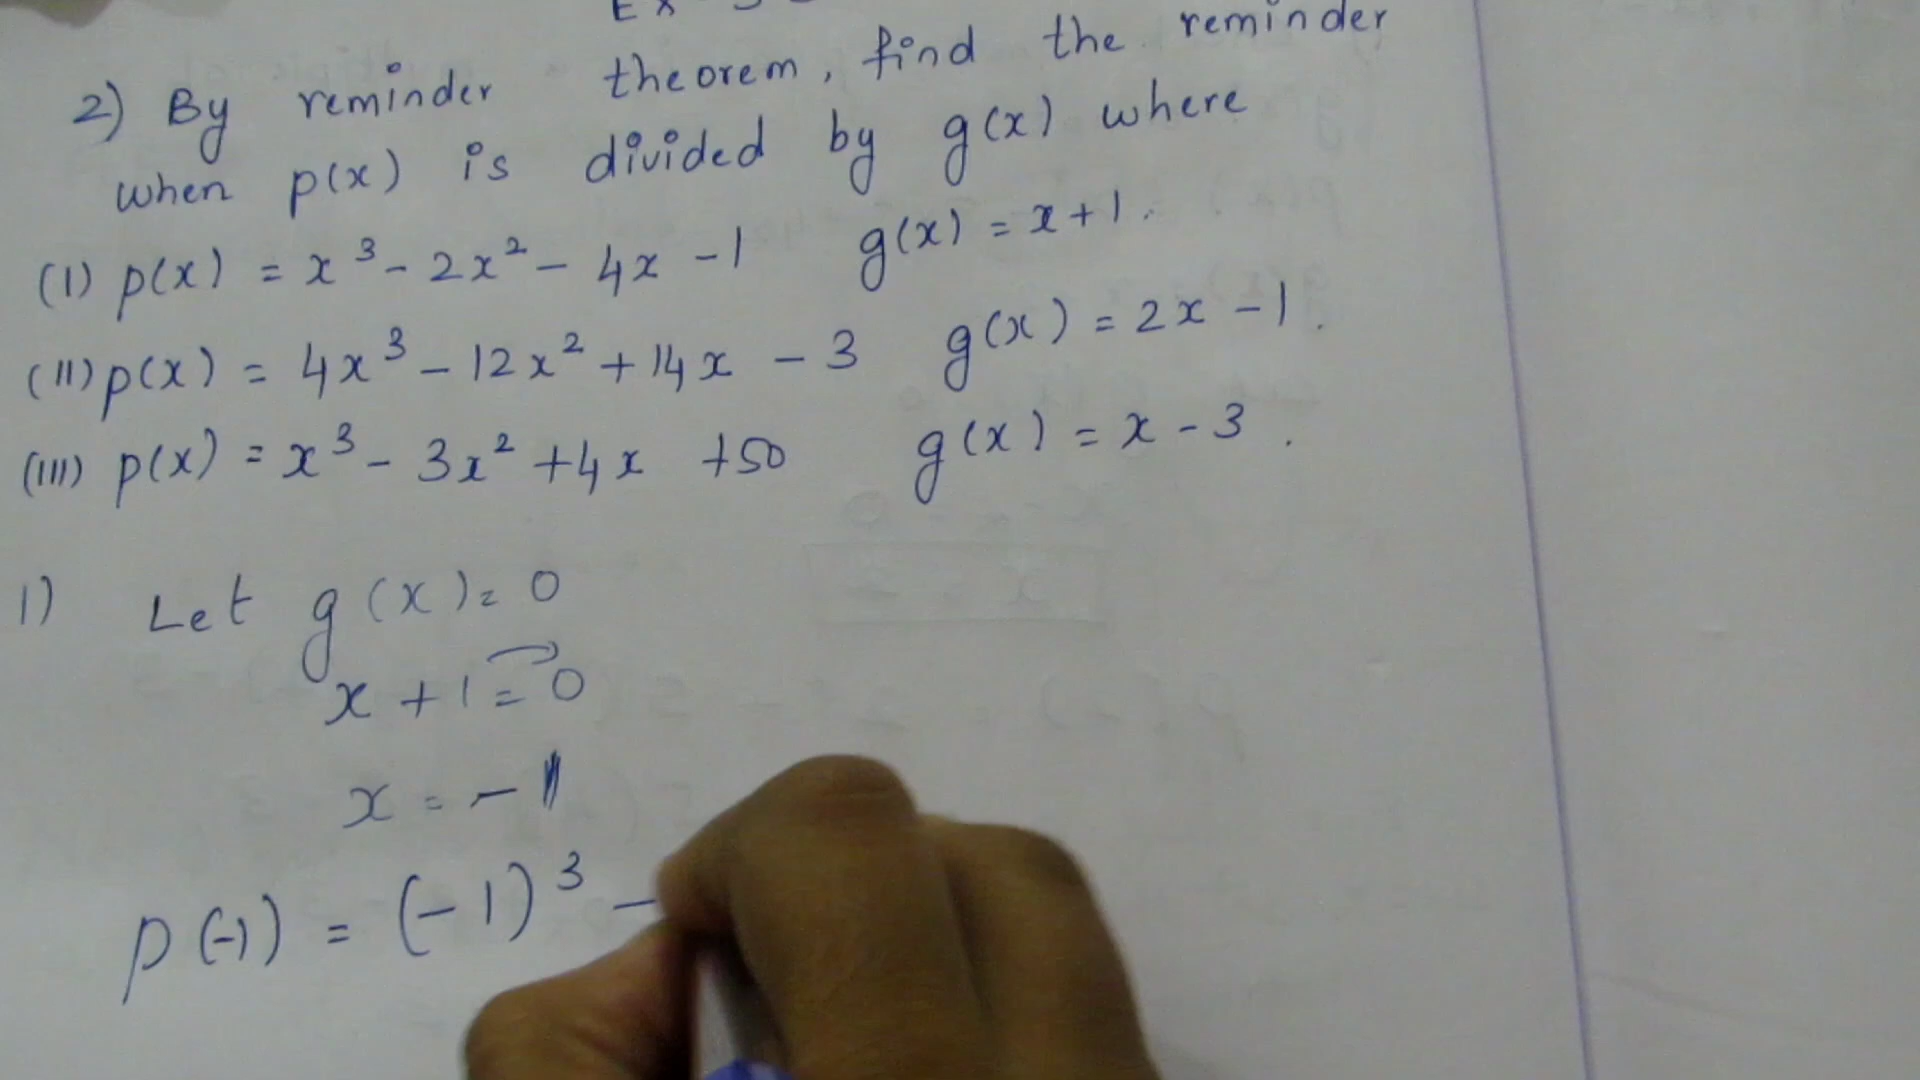 2) By reminder theorem, find the reminder
when p(x) is divided by g(x) where
(I) p(x) = x³ - 2x² - 4x - 1 g(x) = x + 1.
(II) p(x) = 4x³ - 12x² + 14x - 3 g(x) = 2x - 1.
(III) p(x) = x³ - 3x² + 4x + 50 g(x) = x - 3.
1) Let g(x) = 0
x + 1 = 0
x = - 1
p(-1) = (-1)³ -